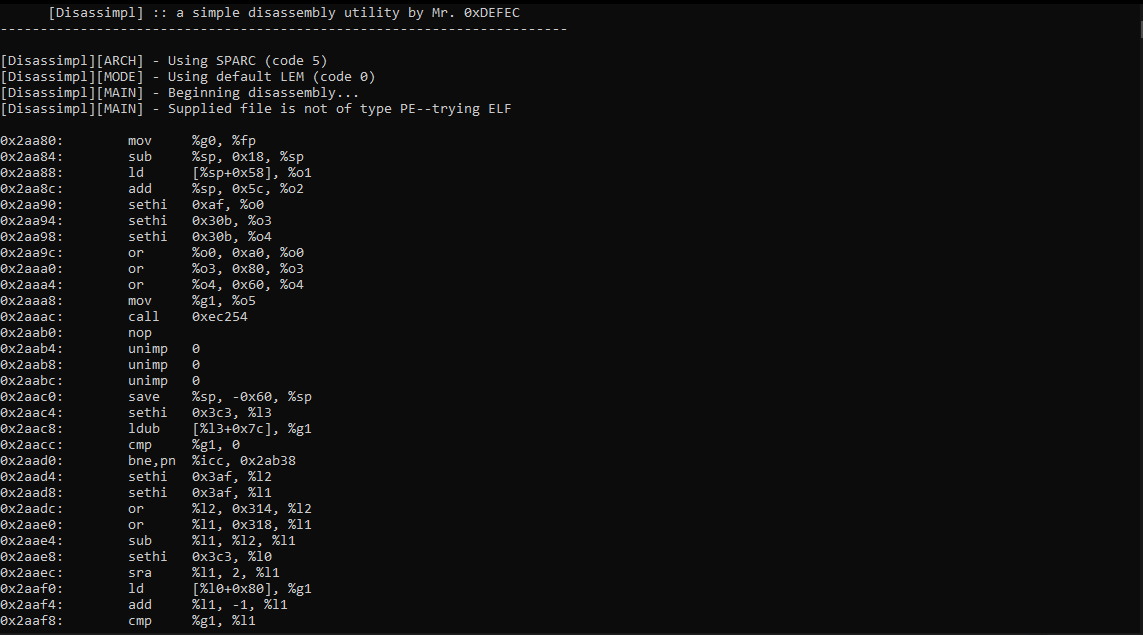 [Disassimpl] :: a simple disassembly utility by Mr. 0xDEFEC
-----------------------------------------------------------------------
[Disassimpl][ARCH] - Using SPARC (code 5)
[Disassimpl][MODE] - Using default LEM (code 0)
[Disassimpl][MAIN] - Beginning disassembly...
[Disassimpl][MAIN] - Supplied file is not of type PE--trying ELF
0x2aa80: mov %g0, %fp
0x2aa84: sub %sp, 0x18, %sp
0x2aa88: ld [%sp+0x58], %o1
0x2aa8c: add %sp, 0x5c, %o2
0x2aa90: sethi 0xaf, %o0
0x2aa94: sethi 0x30b, %o3
0x2aa98: sethi 0x30b, %o4
0x2aa9c: or %o0, 0xa0, %o0
0x2aaa0: or %o3, 0x80, %o3
0x2aaa4: or %o4, 0x60, %o4
0x2aaa8: mov %g1, %o5
0x2aaac: call 0xec254
0x2aab0: nop
0x2aab4: unimp 0
0x2aab8: unimp 0
0x2aabc: unimp 0
0x2aac0: save %sp, -0x60, %sp
0x2aac4: sethi 0x3c3, %l3
0x2aac8: ldub [%l3+0x7c], %g1
0x2aacc: cmp %g1, 0
0x2aad0: bne,pn %icc, 0x2ab38
0x2aad4: sethi 0x3af, %l2
0x2aad8: sethi 0x3af, %l1
0x2aadc: or %l2, 0x314, %l2
0x2aae0: or %l1, 0x318, %l1
0x2aae4: sub %l1, %l2, %l1
0x2aae8: sethi 0x3c3, %l0
0x2aaec: sra %l1, 2, %l1
0x2aaf0: ld [%l0+0x80], %g1
0x2aaf4: add %l1, -1, %l1
0x2aaf8: cmp %g1, %l1